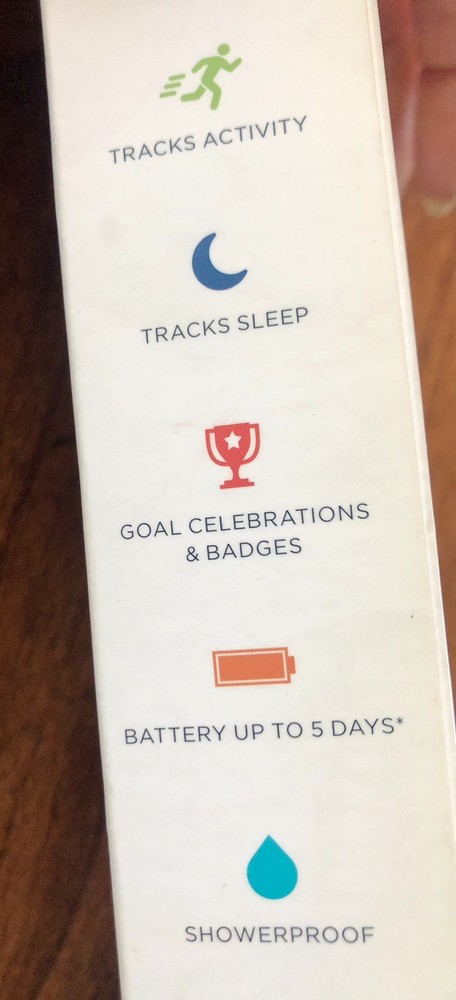 TRACKS ACTIVITY
TRACKS SLEEP
GOAL CELEBRATIONS
& BADGES
BATTERY UP TO 5 DAYS*
SHOWERPROOF